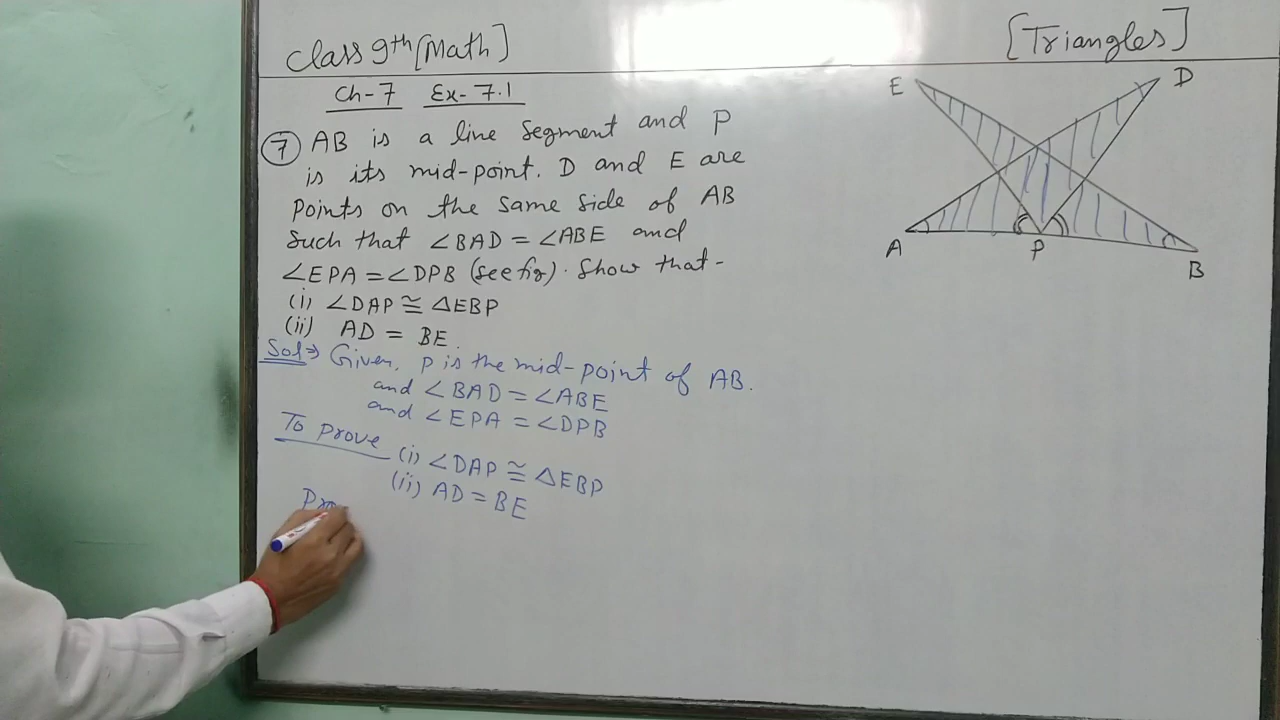 Class 9th [Math]
[Triangles]
Ch-7 Ex-7.1
7 AB is a line segment and P
is its mid-point. D and E are
points on the same side of AB
such that ∠BAD = ∠ABE and
∠EPA = ∠DPB (see fig). Show that-
(i) ∠DAP ≅ △EBP
(ii) AD = BE.
Sol⇒ Given, P is the mid-point of AB.
and ∠BAD = ∠ABE
and ∠EPA = ∠DPB
To prove (i) ∠DAP ≅ △EBP
(ii) AD = BE
Pro
E
D
A
P
B